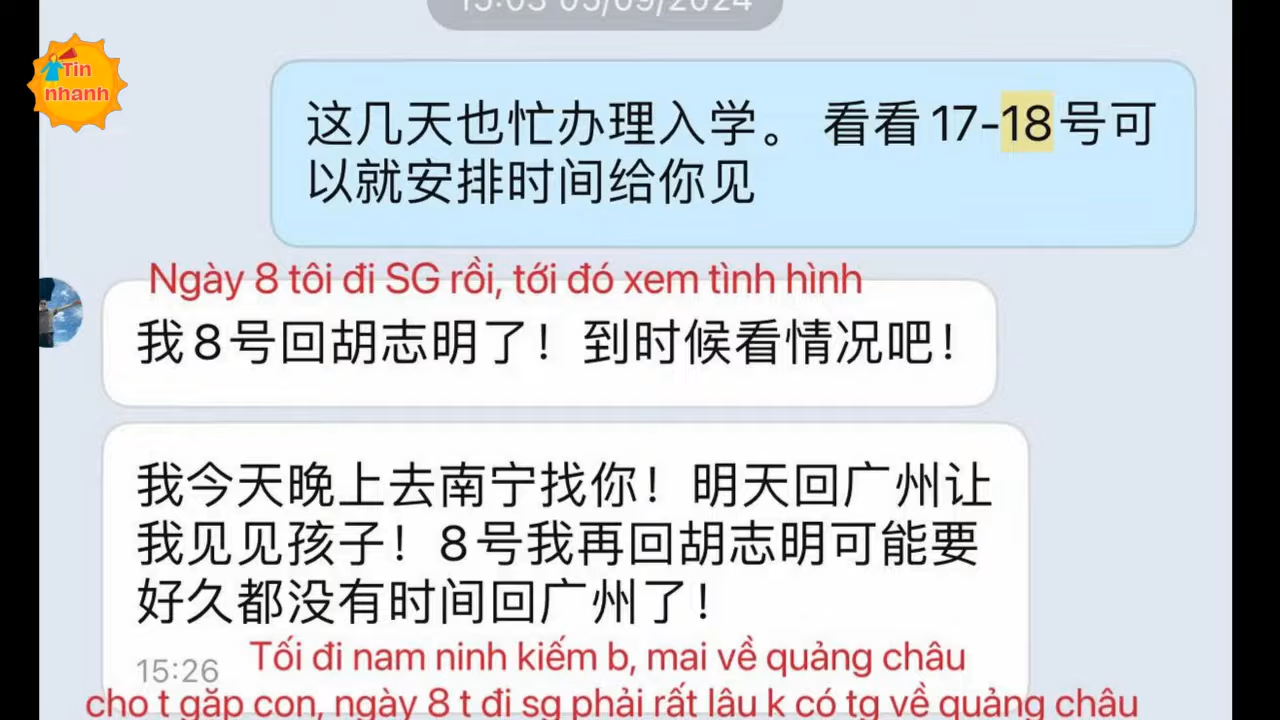 15:03 05/09/2024
Tin
nhanh
这几天也忙办理入学。 看看17-18号可
以就安排时间给你见
Ngày 8 tôi đi SG rồi, tới đó xem tình hình
我8号回胡志明了！到时候看情况吧！
我今天晚上去南宁找你！明天回广州让
我见见孩子！8号我再回胡志明可能要
好久都没有时间回广州了！
15:26
Tối đi nam ninh kiếm b, mai về quảng châu
cho t gặp con, ngày 8 t đi sg phải rất lâu k có tg về quảng châu